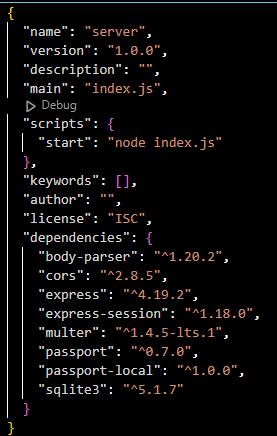 {
  "name": "server",
  "version": "1.0.0",
  "description": "",
  "main": "index.js",
  Debug
  "scripts": {
    "start": "node index.js"
  },
  "keywords": [],
  "author": "",
  "license": "ISC",
  "dependencies": {
    "body-parser": "^1.20.2",
    "cors": "^2.8.5",
    "express": "^4.19.2",
    "express-session": "^1.18.0",
    "multer": "^1.4.5-lts.1",
    "passport": "^0.7.0",
    "passport-local": "^1.0.0",
    "sqlite3": "^5.1.7"
  }
}